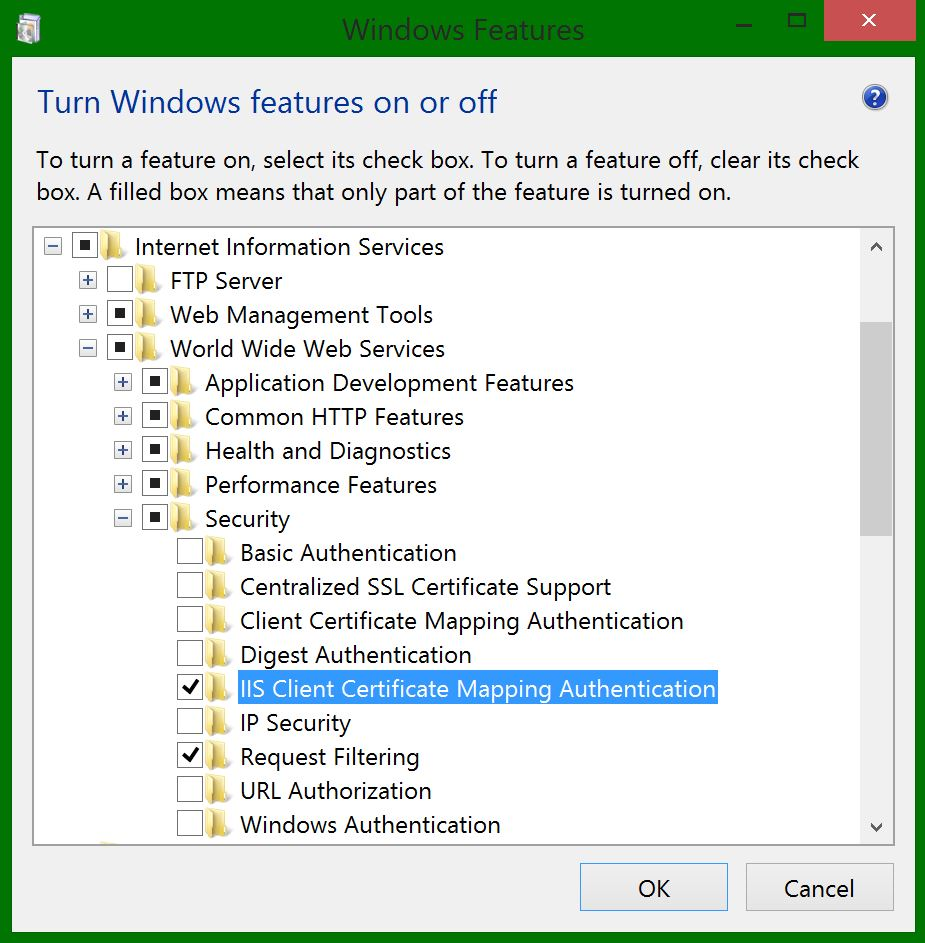 Windows Features
Turn Windows features on or off
To turn a feature on, select its check box. To turn a feature off, clear its check
box. A filled box means that only part of the feature is turned on.
Internet Information Services
FTP Server
Web Management Tools
World Wide Web Services
Application Development Features
Common HTTP Features
Health and Diagnostics
Performance Features
Security
Basic Authentication
Centralized SSL Certificate Support
Client Certificate Mapping Authentication
Digest Authentication
IIS Client Certificate Mapping Authentication
IP Security
Request Filtering
URL Authorization
Windows Authentication
OK Cancel